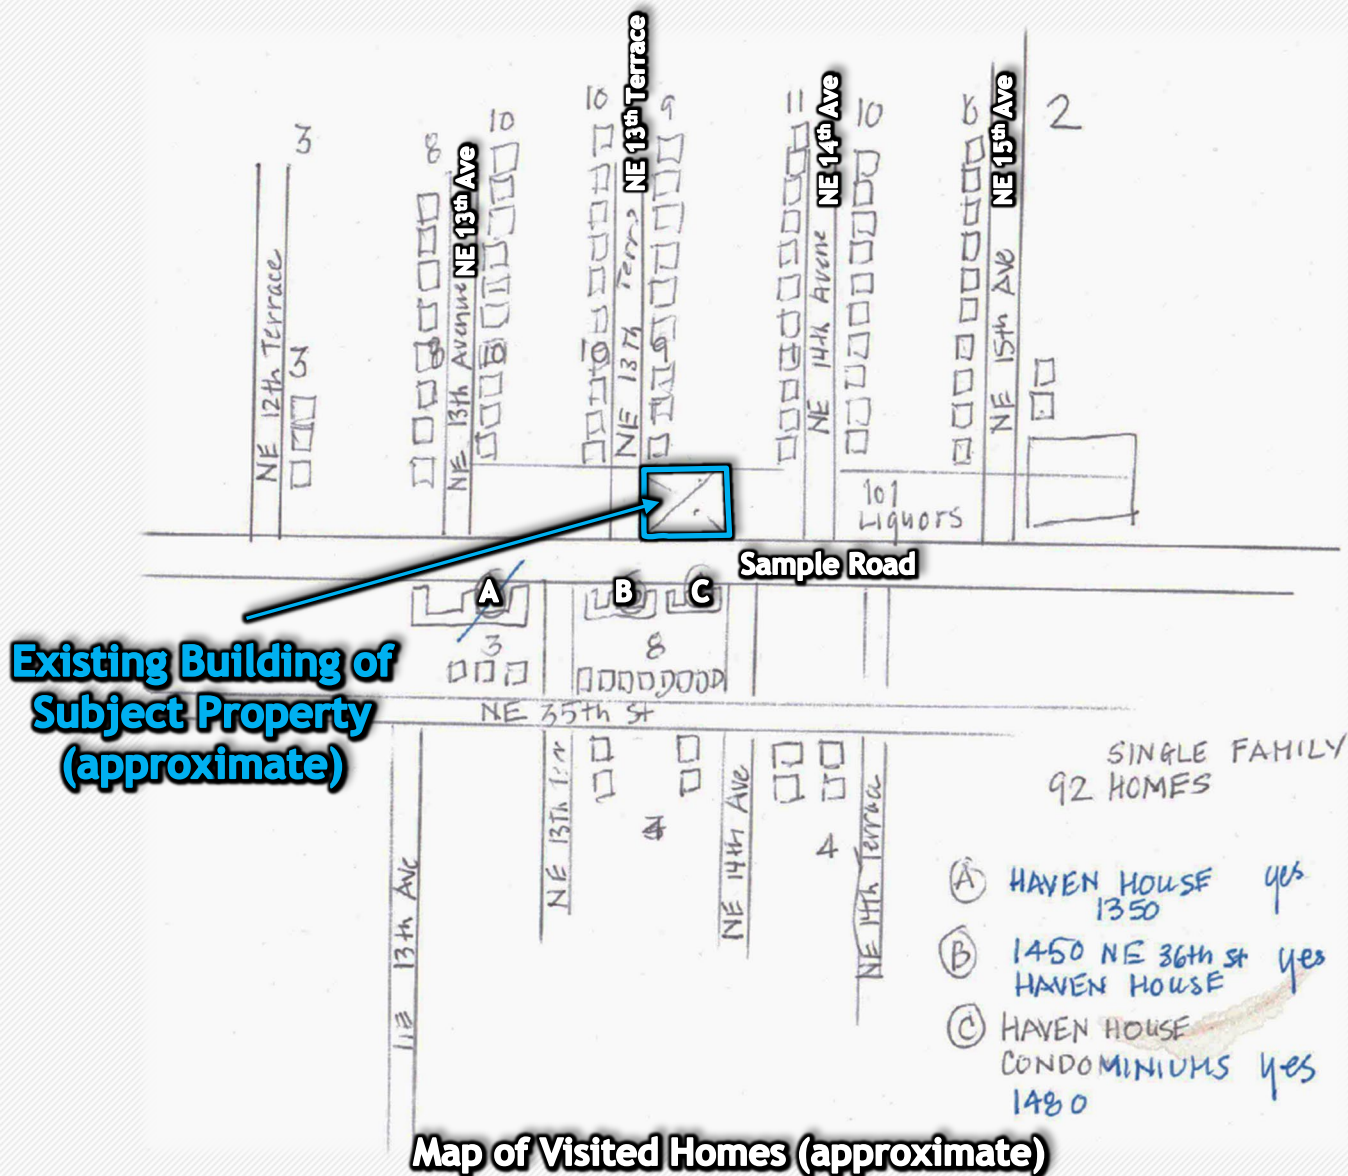 3
8
10
10
9
11
10
8
2
NE 13th Ave
NE 13th Terrace
NE 14th Ave
NE 15th Ave
NE 12th Terrace
3
NE 13th Avenue
8
10
NE 13th Terr
9
NE 14th Avenue
NE 15th Ave
101
LIQUORS
Sample Road
A
B
C
3
8
Existing Building of
Subject Property
(approximate)
NE 35th St
NE 13th Ave
NE 13th Terr
NE 14th Ave
NE 14th Terrace
4
4
SINGLE FAMILY
92 HOMES
A HAVEN HOUSE yes
1350
B 1450 NE 36th St yes
HAVEN HOUSE
C HAVEN HOUSE
CONDOMINIUMS yes
1480
Map of Visited Homes (approximate)